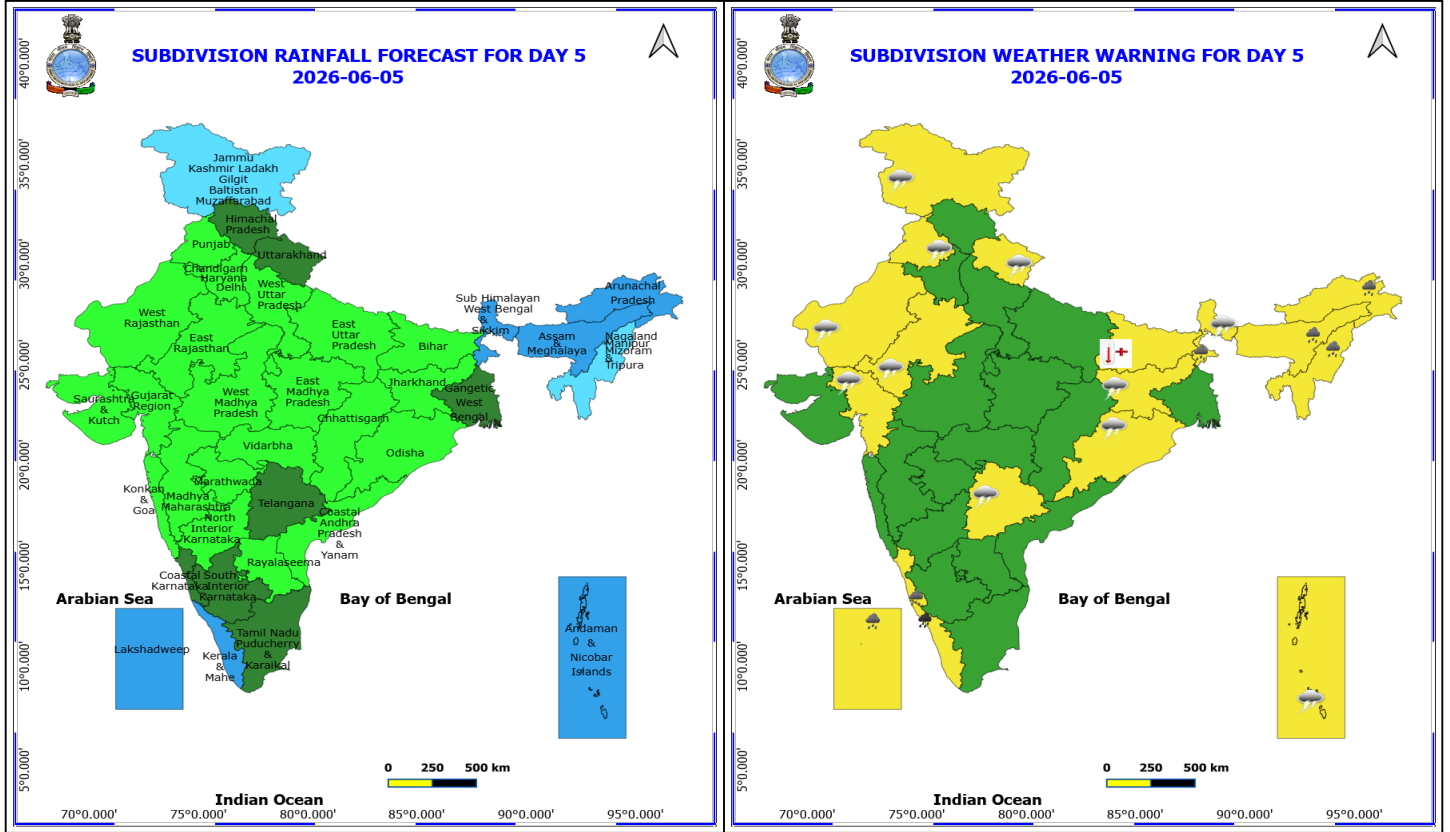 SUBDIVISION RAINFALL FORECAST FOR DAY 5
2026-06-05
40°0.000'
35°0.000'
30°0.000'
25°0.000'
20°0.000'
15°0.000'
10°0.000'
5°0.000'
Jammu
Kashmir Ladakh
Gilgit
Baltistan
Muzaffarabad
Himachal
Pradesh
Punjab
Uttarakhand
Chandigarh
Haryana
Delhi
West
Uttar
Pradesh
West
Rajasthan
East
Rajasthan
East
Uttar
Pradesh
Bihar
Sub Himalayan
West Bengal
&
Sikkim
Arunachal
Pradesh
Assam
&
Meghalaya
Nagaland
Manipur
Mizoram
&
Tripura
Saurashtra
&
Kutch
Gujarat
Region
West
Madhya
Pradesh
East
Madhya
Pradesh
Jharkhand
Gangetic
West
Bengal
Chhattisgarh
Vidarbha
Odisha
Konkan
&
Goa
Madhya
Maharashtra
Marathwada
Telangana
North
Interior
Karnataka
Coastal
Andhra
Pradesh
&
Yanam
Rayalaseema
Coastal
Karnataka
South
Interior
Karnataka
Arabian Sea
Bay of Bengal
Lakshadweep
Kerala
&
Mahe
Tamil Nadu
Puducherry
&
Karaikal
Andaman
&
Nicobar
Islands
0 250 500 km
Indian Ocean
70°0.000' 75°0.000' 80°0.000' 85°0.000' 90°0.000' 95°0.000'
SUBDIVISION WEATHER WARNING FOR DAY 5
2026-06-05
40°0.000'
35°0.000'
30°0.000'
25°0.000'
20°0.000'
15°0.000'
10°0.000'
5°0.000'
Arabian Sea
Bay of Bengal
0 250 500 km
Indian Ocean
70°0.000' 75°0.000' 80°0.000' 85°0.000' 90°0.000' 95°0.000'